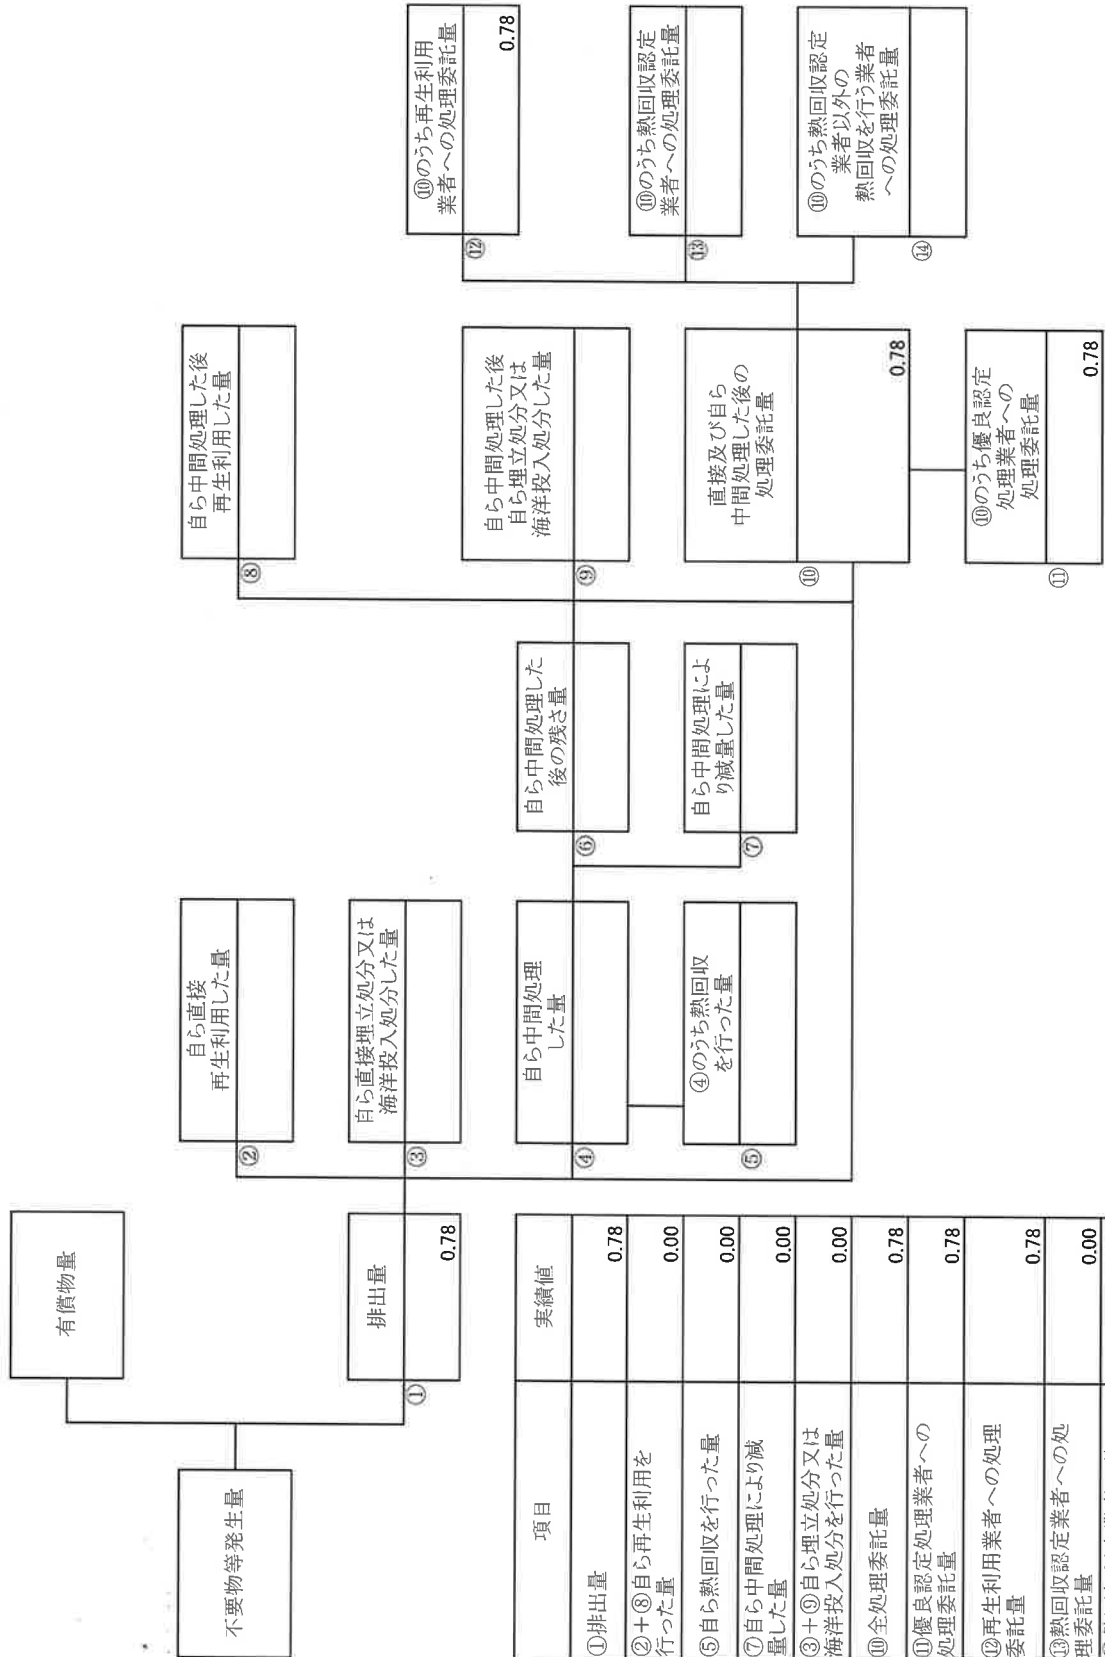 不要物等発生量
有償物量
排出量
①
0.78
自ら直接
再生利用した量
②
自ら直接埋立処分又は
海洋投入処分した量
③
自ら中間処理
した量
④
④のうち熱回収
を行った量
⑤
自ら中間処理した
後の残さ量
⑥
自ら中間処理によ
り減量した量
⑦
自ら中間処理した後
再生利用した量
⑧
自ら中間処理した後
自ら埋立処分又は
海洋投入処分した量
⑨
直接及び自ら
中間処理した後の
処理委託量
⑩
0.78
⑩のうち優良認定
処理業者への
処理委託量
⑪
0.78
⑩のうち再生利用
業者への処理委託量
⑫
0.78
⑩のうち熱回収認定
業者への処理委託量
⑬
⑩のうち熱回収認定
業者以外の
熱回収を行う業者
への処理委託量
⑭
項目 実績値
①排出量 0.78
②+⑧自ら再生利用を
行った量 0.00
⑤自ら熱回収を行った量 0.00
⑦自ら中間処理により減
量した量 0.00
③+⑨自ら埋立処分又は
海洋投入処分を行った量 0.00
⑩全処理委託量 0.78
⑪優良認定処理業者への
処理委託量 0.78
⑫再生利用業者への処理
委託量 0.78
⑬熱回収認定業者への処
理委託量 0.00